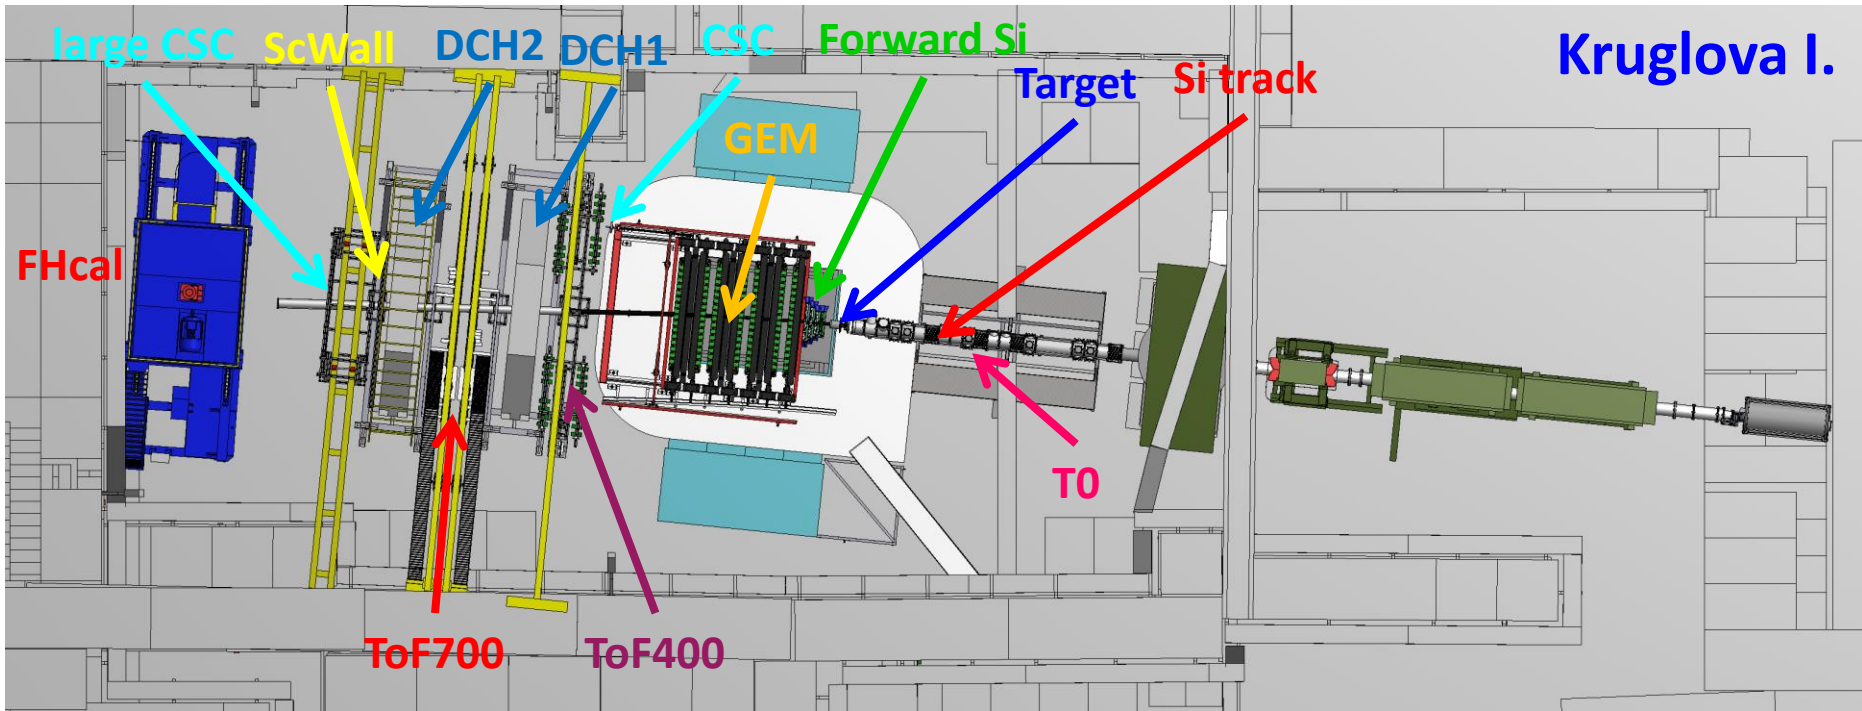 large CSC
ScWall
DCH2
DCH1
CSC
Forward Si
Target
Si track
Kruglova I.
GEM
FHcal
T0
ToF700
ToF400